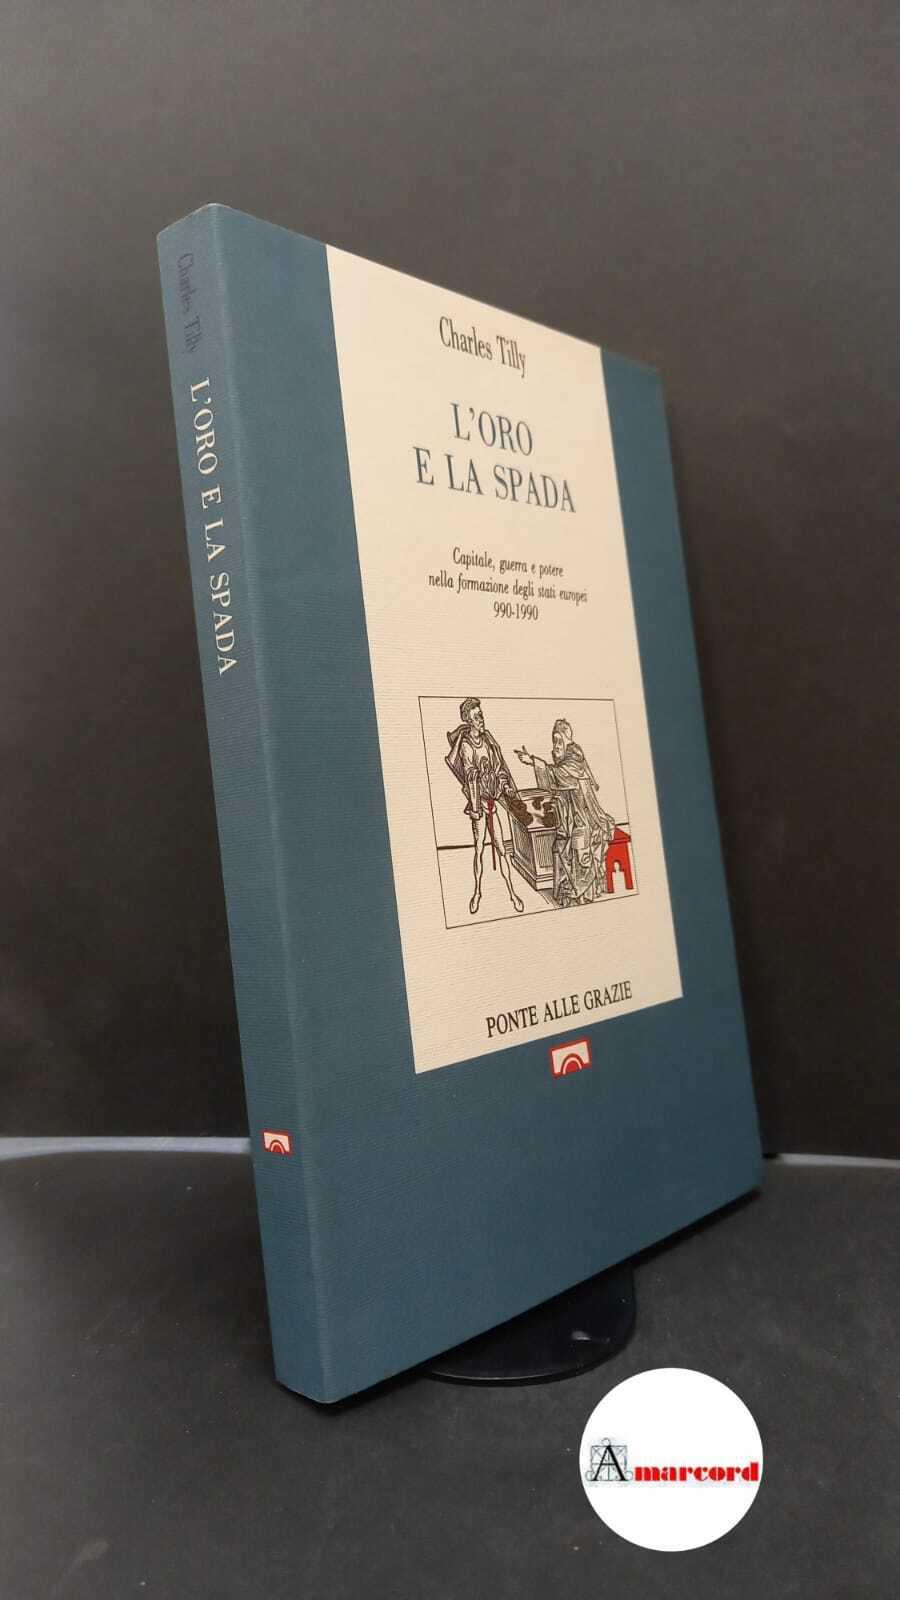 Charles Tilly
L'ORO E LA SPADA
Charles Tilly
L'ORO
E LA SPADA
Capitale, guerra e potere
nella formazione degli stati europei
990-1990
PONTE ALLE GRAZIE
Amarcord